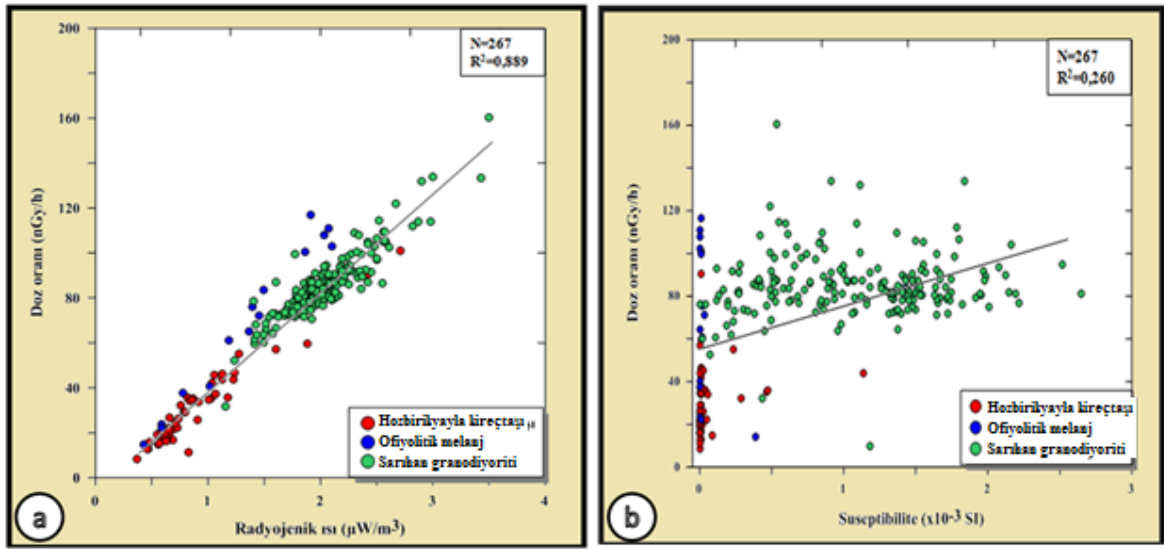 200
160
120
80
40
0
Doz oranı (nGy/h)
N=267
R²=0,889
Hozbirikyayla kireçtaşı
Ofiyolitik melanj
Sarıhan granodiyoriti
0 1 2 3 4
Radyojenik ısı (µW/m³)
a
200
160
120
80
40
0
Doz oranı (nGy/h)
N=267
R²=0,260
Hozbirikyayla kireçtaşı
Ofiyolitik melanj
Sarıhan granodiyoriti
0 1 2 3
Suseptibilite (x10⁻³ SI)
b